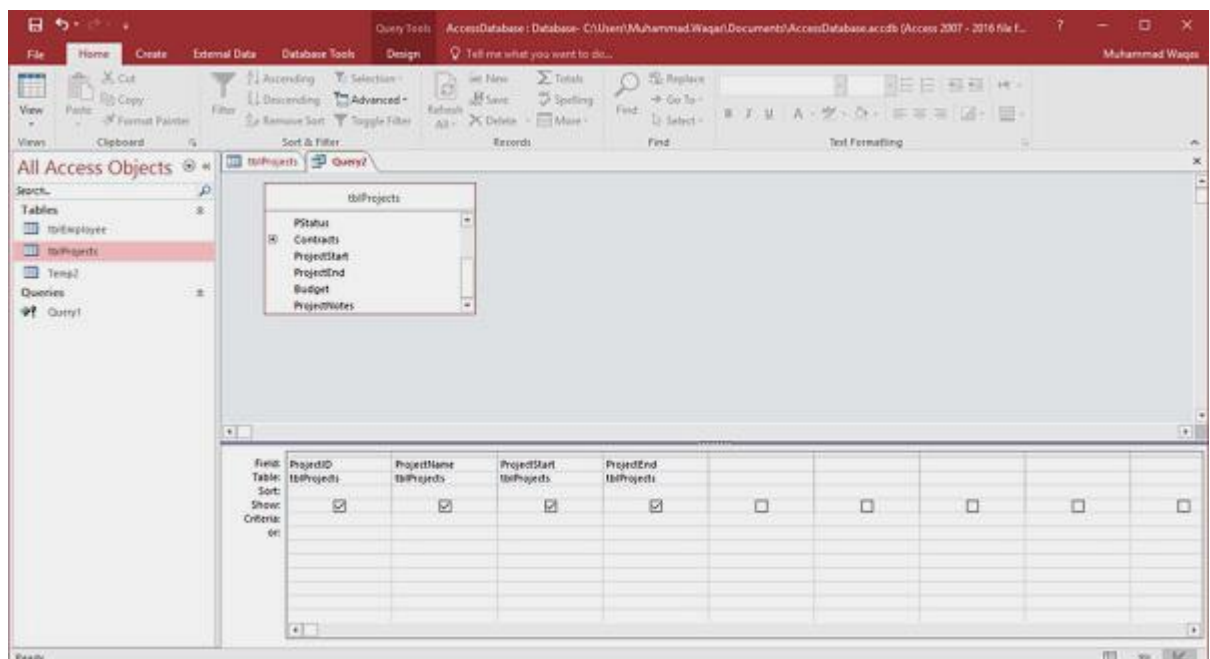 Query Tools AccessDatabase : Database- C:\Users\Muhammad.Waqar\Documents\AccessDatabase.accdb (Access 2007 - 2016 file f... ?
File Home Create External Data Database Tools Design Tell me what you want to do... Muhammad Waqas
View Paste Cut Copy Format Painter
Filter Ascending Descending Remove Sort Selection Advanced Toggle Filter
Refresh All New Save Delete Totals Spelling More
Find Replace Go To Select
B I U A
Views Clipboard Sort & Filter Records Find Text Formatting
All Access Objects
Search..
Tables
tblEmployee
tblProjects
Temp2
Queries
Query1
tblProjects Query2
tblProjects
PStatus
Contracts
ProjectStart
ProjectEnd
Budget
ProjectNotes
Field: ProjectID ProjectName ProjectStart ProjectEnd
Table: tblProjects tblProjects tblProjects tblProjects
Sort:
Show:
Criteria:
or:
Ready